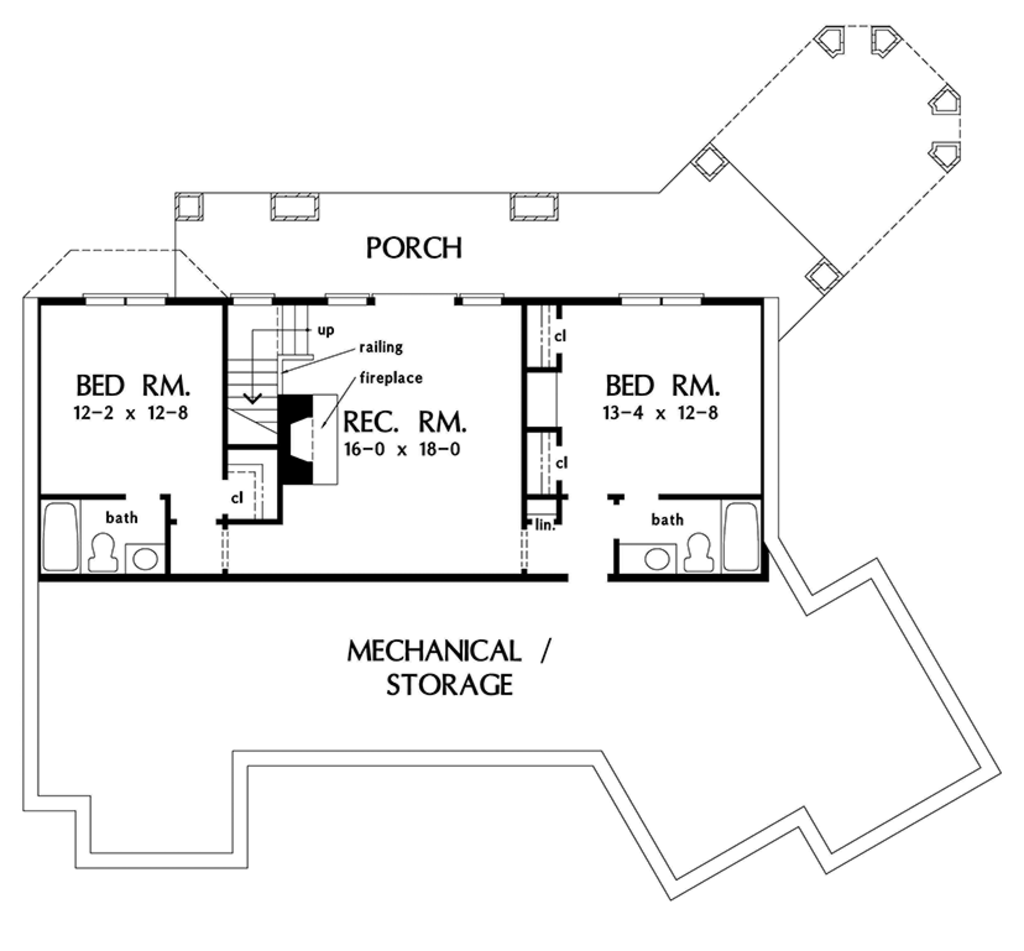 PORCH
up
railing
fireplace
cl
BED RM.
12-2 x 12-8
REC. RM.
16-0 x 18-0
BED RM.
13-4 x 12-8
cl
cl
bath
lin.
bath
MECHANICAL /
STORAGE